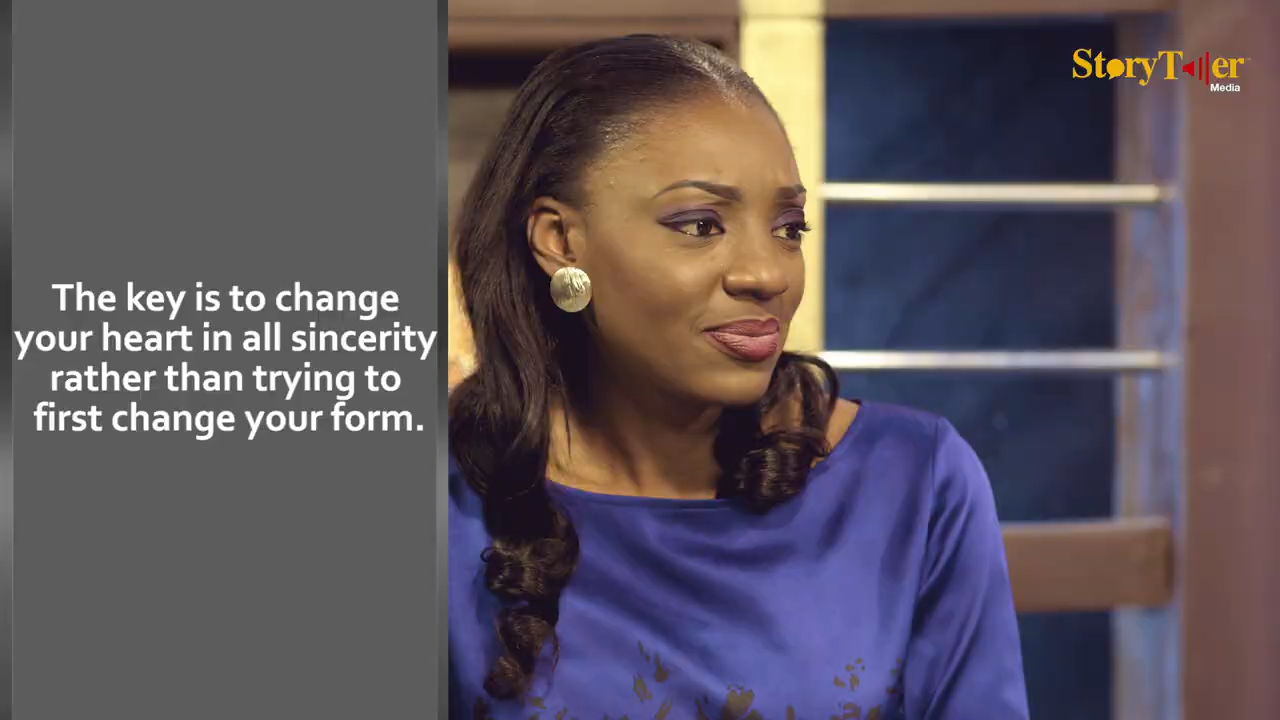 The key is to change
your heart in all sincerity
rather than trying to
first change your form.
StoryTeller
Media